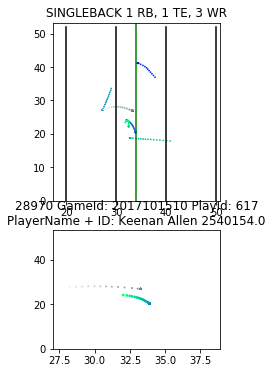 SINGLEBACK 1 RB, 1 TE, 3 WR
50
40
30
20
10
0
20 30 40 50
28970 GameId: 2017101510 PlayId: 617
PlayerName + ID: Keenan Allen 2540154.0
40
20
0
27.5 30.0 32.5 35.0 37.5